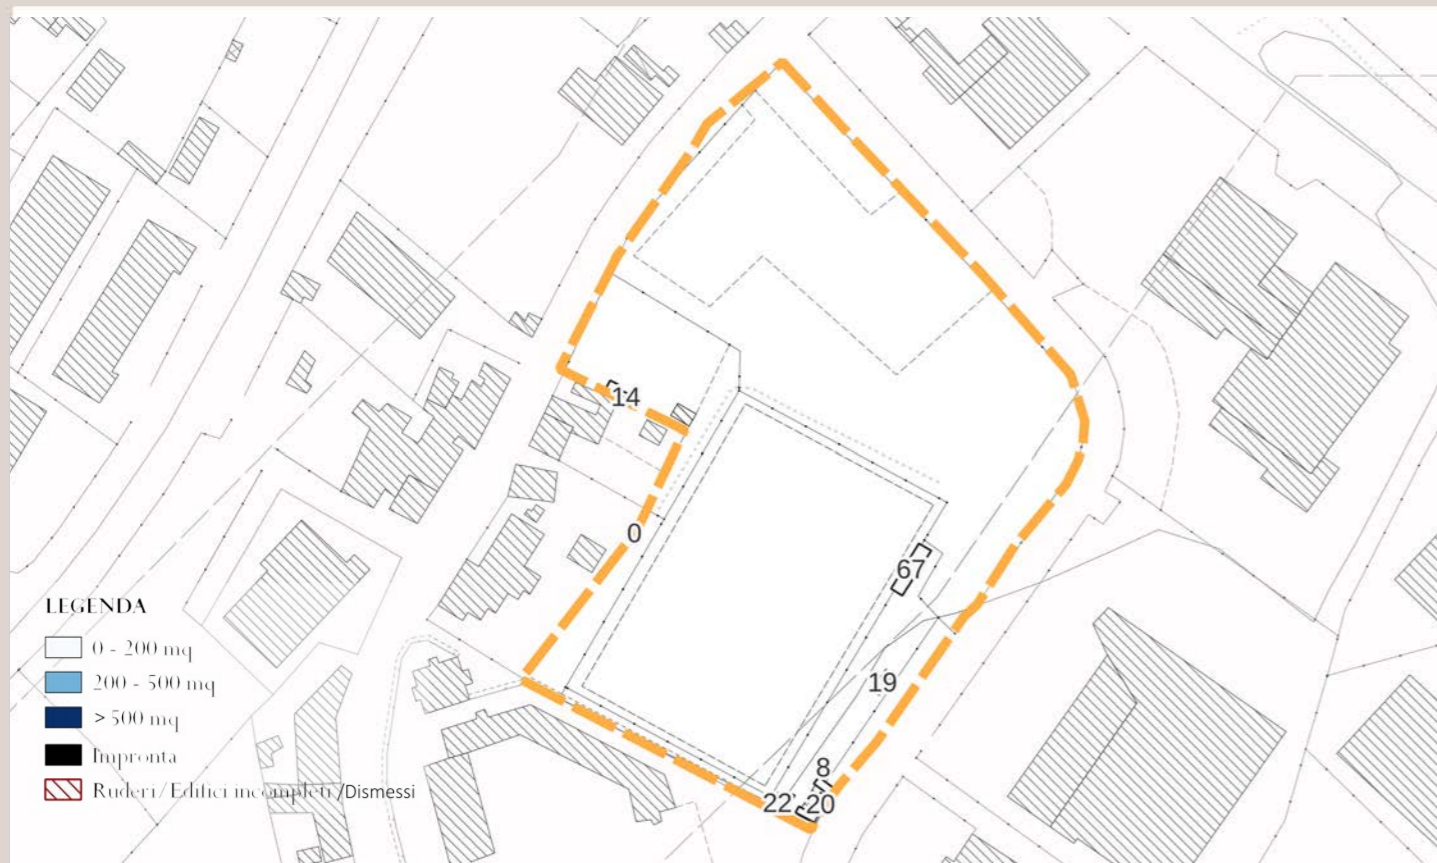 14
0
67
LEGENDA
0 - 200 mq
200 - 500 mq
> 500 mq
Impronta
Ruderi/Edifici incompleti/Dismessi
19
8
22
20